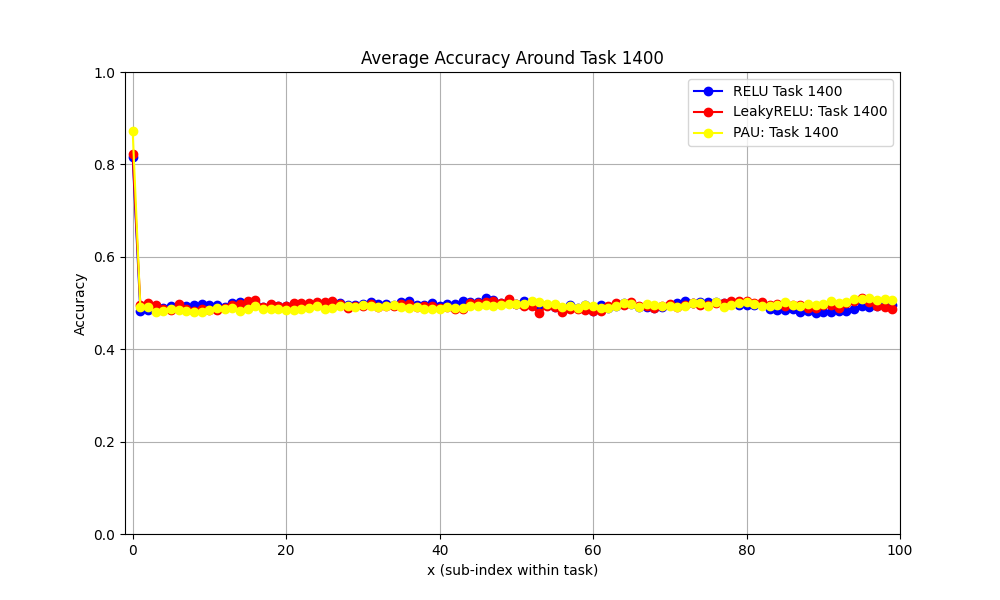 Average Accuracy Around Task 1400
RELU Task 1400
LeakyRELU: Task 1400
PAU: Task 1400
Accuracy
1.0
0.8
0.6
0.4
0.2
0.0
0 20 40 60 80 100
x (sub-index within task)